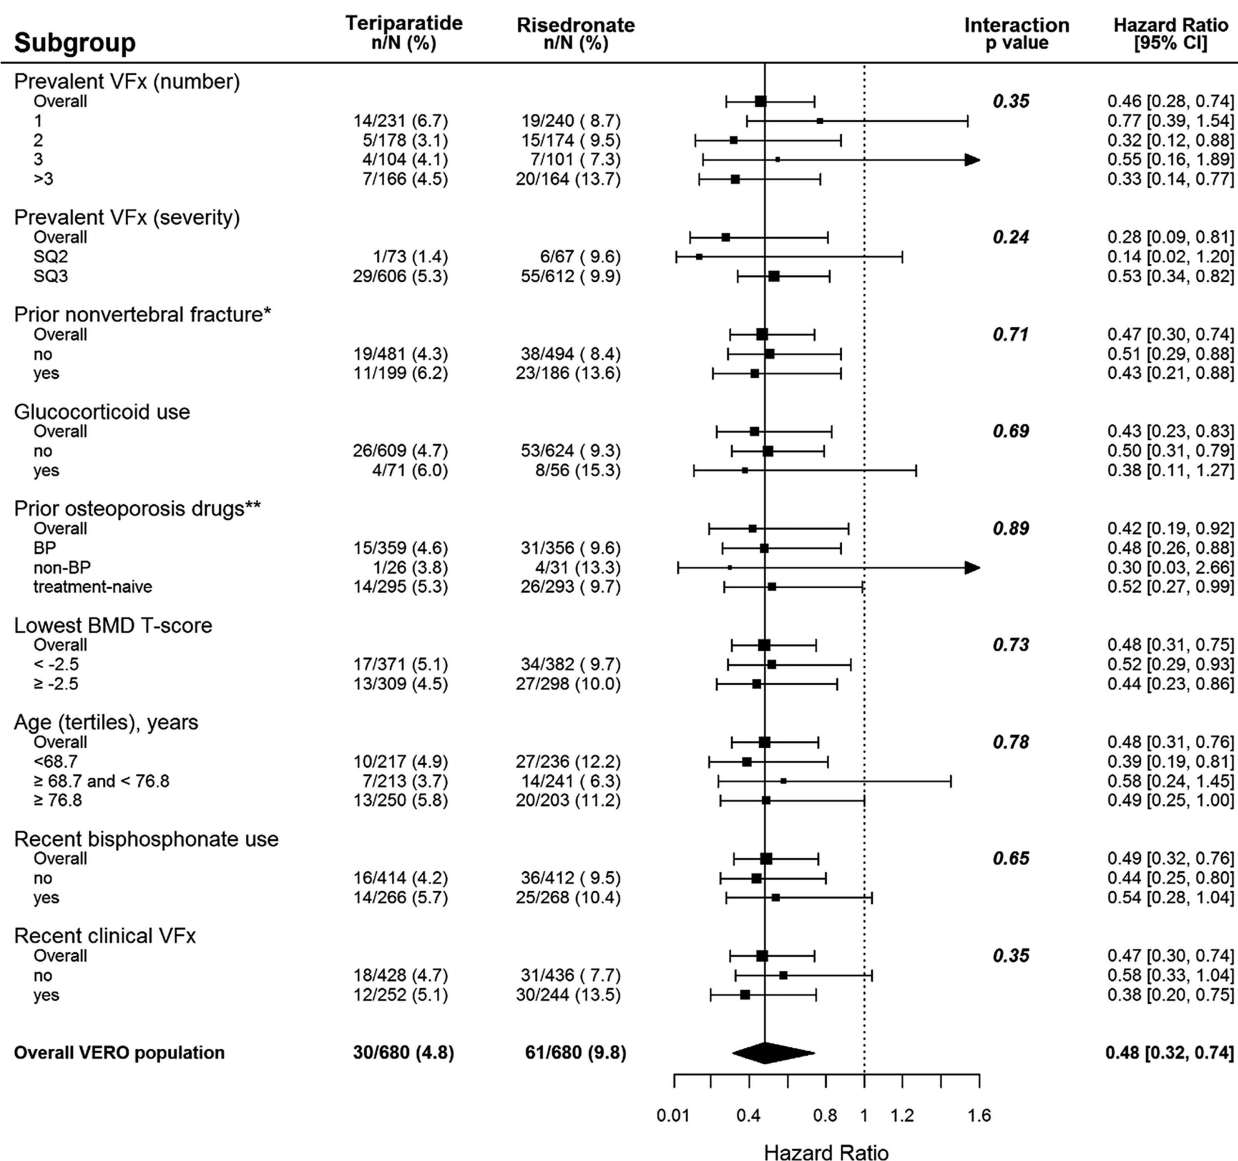 Subgroup Teriparatide n/N (%) Risedronate n/N (%) Interaction p value Hazard Ratio [95% CI]
Prevalent VFx (number)
Overall 0.35 0.46 [0.28, 0.74]
1 14/231 (6.7) 19/240 ( 8.7) 0.77 [0.39, 1.54]
2 5/178 (3.1) 15/174 ( 9.5) 0.32 [0.12, 0.88]
3 4/104 (4.1) 7/101 ( 7.3) 0.55 [0.16, 1.89]
>3 7/166 (4.5) 20/164 (13.7) 0.33 [0.14, 0.77]
Prevalent VFx (severity)
Overall 0.24 0.28 [0.09, 0.81]
SQ2 1/73 (1.4) 6/67 ( 9.6) 0.14 [0.02, 1.20]
SQ3 29/606 (5.3) 55/612 ( 9.9) 0.53 [0.34, 0.82]
Prior nonvertebral fracture*
Overall 0.71 0.47 [0.30, 0.74]
no 19/481 (4.3) 38/494 ( 8.4) 0.51 [0.29, 0.88]
yes 11/199 (6.2) 23/186 (13.6) 0.43 [0.21, 0.88]
Glucocorticoid use
Overall 0.69 0.43 [0.23, 0.83]
no 26/609 (4.7) 53/624 ( 9.3) 0.50 [0.31, 0.79]
yes 4/71 (6.0) 8/56 (15.3) 0.38 [0.11, 1.27]
Prior osteoporosis drugs**
Overall 0.89 0.42 [0.19, 0.92]
BP 15/359 (4.6) 31/356 ( 9.6) 0.48 [0.26, 0.88]
non-BP 1/26 (3.8) 4/31 (13.3) 0.30 [0.03, 2.66]
treatment-naive 14/295 (5.3) 26/293 ( 9.7) 0.52 [0.27, 0.99]
Lowest BMD T-score
Overall 0.73 0.48 [0.31, 0.75]
< -2.5 17/371 (5.1) 34/382 ( 9.7) 0.52 [0.29, 0.93]
≥ -2.5 13/309 (4.5) 27/298 (10.0) 0.44 [0.23, 0.86]
Age (tertiles), years
Overall 0.78 0.48 [0.31, 0.76]
<68.7 10/217 (4.9) 27/236 (12.2) 0.39 [0.19, 0.81]
≥ 68.7 and < 76.8 7/213 (3.7) 14/241 ( 6.3) 0.58 [0.24, 1.45]
≥ 76.8 13/250 (5.8) 20/203 (11.2) 0.49 [0.25, 1.00]
Recent bisphosphonate use
Overall 0.65 0.49 [0.32, 0.76]
no 16/414 (4.2) 36/412 ( 9.5) 0.44 [0.25, 0.80]
yes 14/266 (5.7) 25/268 (10.4) 0.54 [0.28, 1.04]
Recent clinical VFx
Overall 0.35 0.47 [0.30, 0.74]
no 18/428 (4.7) 31/436 ( 7.7) 0.58 [0.33, 1.04]
yes 12/252 (5.1) 30/244 (13.5) 0.38 [0.20, 0.75]
Overall VERO population 30/680 (4.8) 61/680 (9.8) 0.48 [0.32, 0.74]
0.01 0.4 0.8 1 1.2 1.6
Hazard Ratio